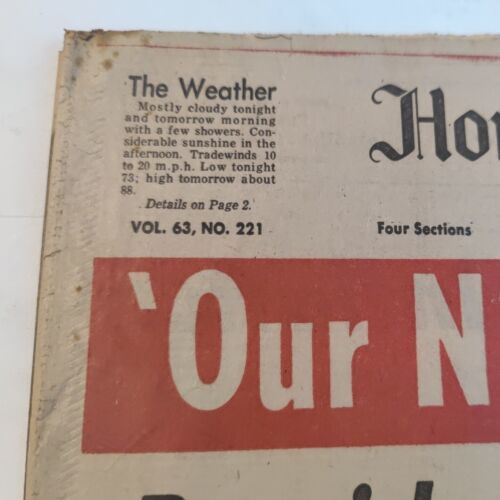 The Weather
Mostly cloudy tonight
and tomorrow morning
with a few showers. Con-
siderable sunshine in the
afternoon. Tradewinds 10
to 20 m.p.h. Low tonight
73; high tomorrow about
88.
Details on Page 2.
VOL. 63, NO. 221
Four Sections
Hon
'Our N